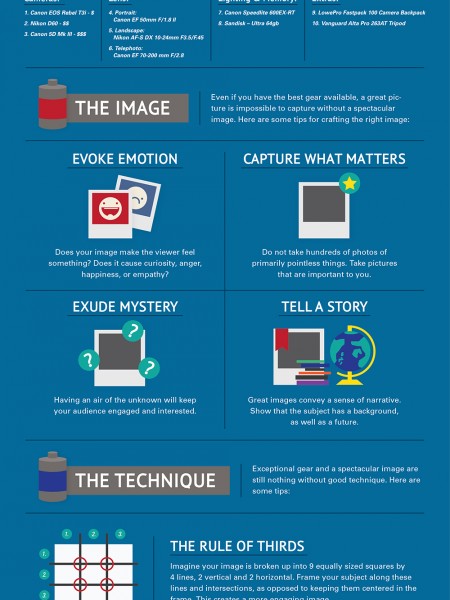 1. Canon EOS Rebel T3i - $
2. Nikon D60 - $$
3. Canon 5D Mk III - $$$
4. Portrait:
Canon EF 50mm F/1.8 II
5. Landscape:
Nikon AF-S DX 10-24mm F3.5/F.45
6. Telephoto:
Canon EF 70-200 mm F/2.8
7. Canon Speedlite 600EX-RT
8. Sandisk – Ultra 64gb
9. LowePro Fastpack 100 Camera Backpack
10. Vanguard Alta Pro 263AT Tripod
THE IMAGE
Even if you have the best gear available, a great pic-
ture is impossible to capture without a spectacular
image. Here are some tips for crafting the right image:
EVOKE EMOTION
Does your image make the viewer feel
something? Does it cause curiosity, anger,
happiness, or empathy?
CAPTURE WHAT MATTERS
Do not take hundreds of photos of
primarily pointless things. Take pictures
that are important to you.
EXUDE MYSTERY
?
?
?
Having an air of the unknown will keep
your audience engaged and interested.
TELL A STORY
Great images convey a sense of narrative.
Show that the subject has a background,
as well as a future.
THE TECHNIQUE
Exceptional gear and a spectacular image are
still nothing without good technique. Here are
some tips:
1. 2. 3.
1.
2.
3.
THE RULE OF THIRDS
Imagine your image is broken up into 9 equally sized squares by
4 lines, 2 vertical and 2 horizontal. Frame your subject along these
lines and intersections, as opposed to keeping them centered in the
frame. This creates a more engaging image.